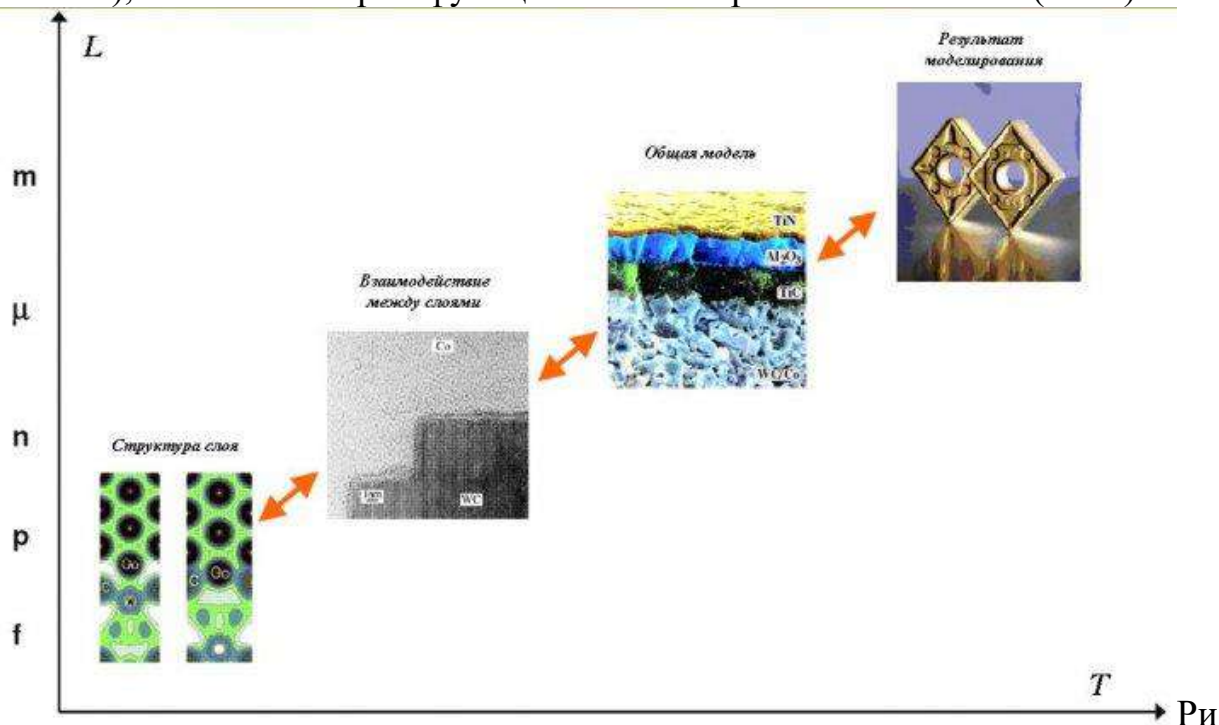 L
Результат
моделирования
Общая модель
m
TiN
Al₂O₃
TiC
WC/Co
Взаимодействие
между слоями
μ
Co
n
Структура слоя
1nm
WC
p
Co
C
Co
C
W
f
T
Ри